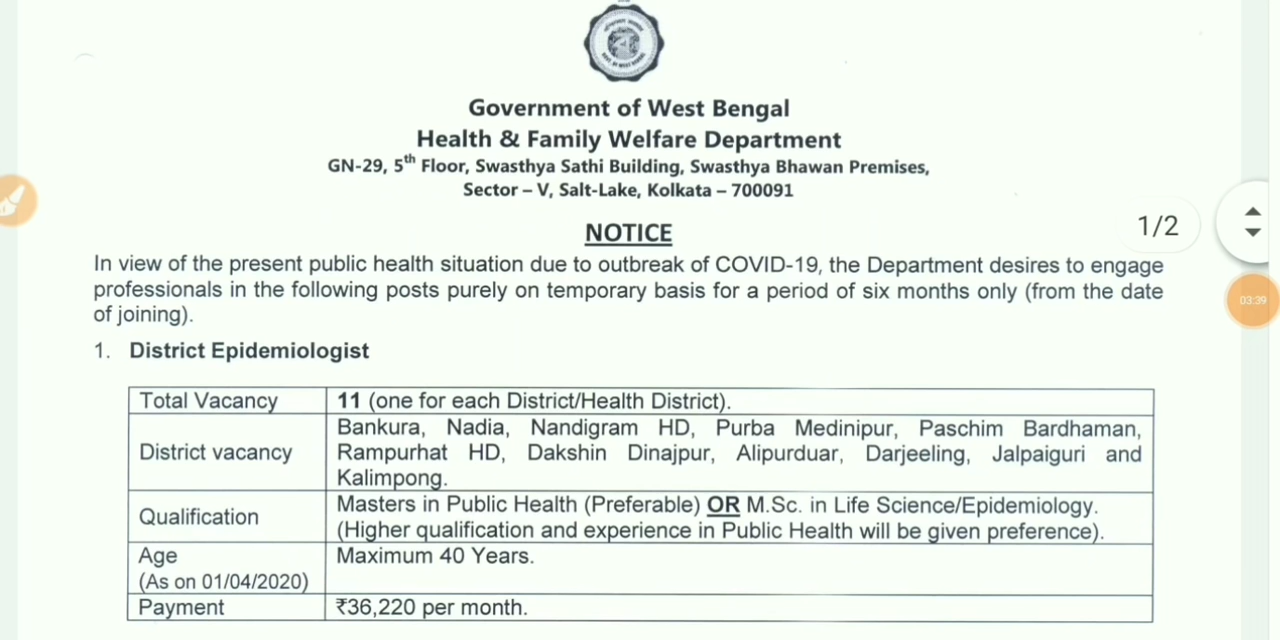 Government of West Bengal
Health & Family Welfare Department
GN-29, 5th Floor, Swasthya Sathi Building, Swasthya Bhawan Premises,
Sector – V, Salt-Lake, Kolkata – 700091
NOTICE
1/2
In view of the present public health situation due to outbreak of COVID-19, the Department desires to engage
professionals in the following posts purely on temporary basis for a period of six months only (from the date
of joining).
03:39
1. District Epidemiologist
Total Vacancy 11 (one for each District/Health District).
District vacancy Bankura, Nadia, Nandigram HD, Purba Medinipur, Paschim Bardhaman,
Rampurhat HD, Dakshin Dinajpur, Alipurduar, Darjeeling, Jalpaiguri and
Kalimpong.
Qualification Masters in Public Health (Preferable) OR M.Sc. in Life Science/Epidemiology.
(Higher qualification and experience in Public Health will be given preference).
Age Maximum 40 Years.
(As on 01/04/2020)
Payment ₹36,220 per month.